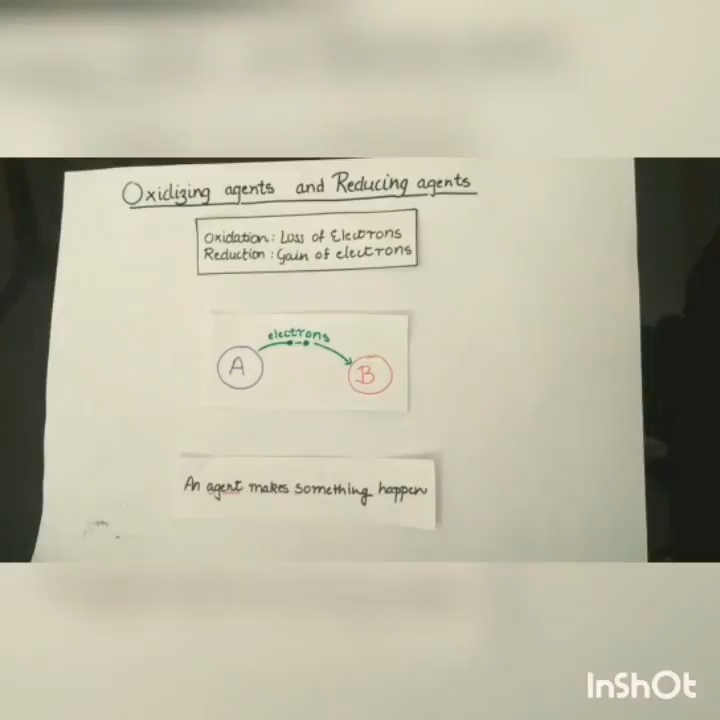 Oxidizing agents and Reducing agents
Oxidation: Loss of Electrons
Reduction: Gain of electrons
electrons
A
B
An agent makes something happen
InShOt